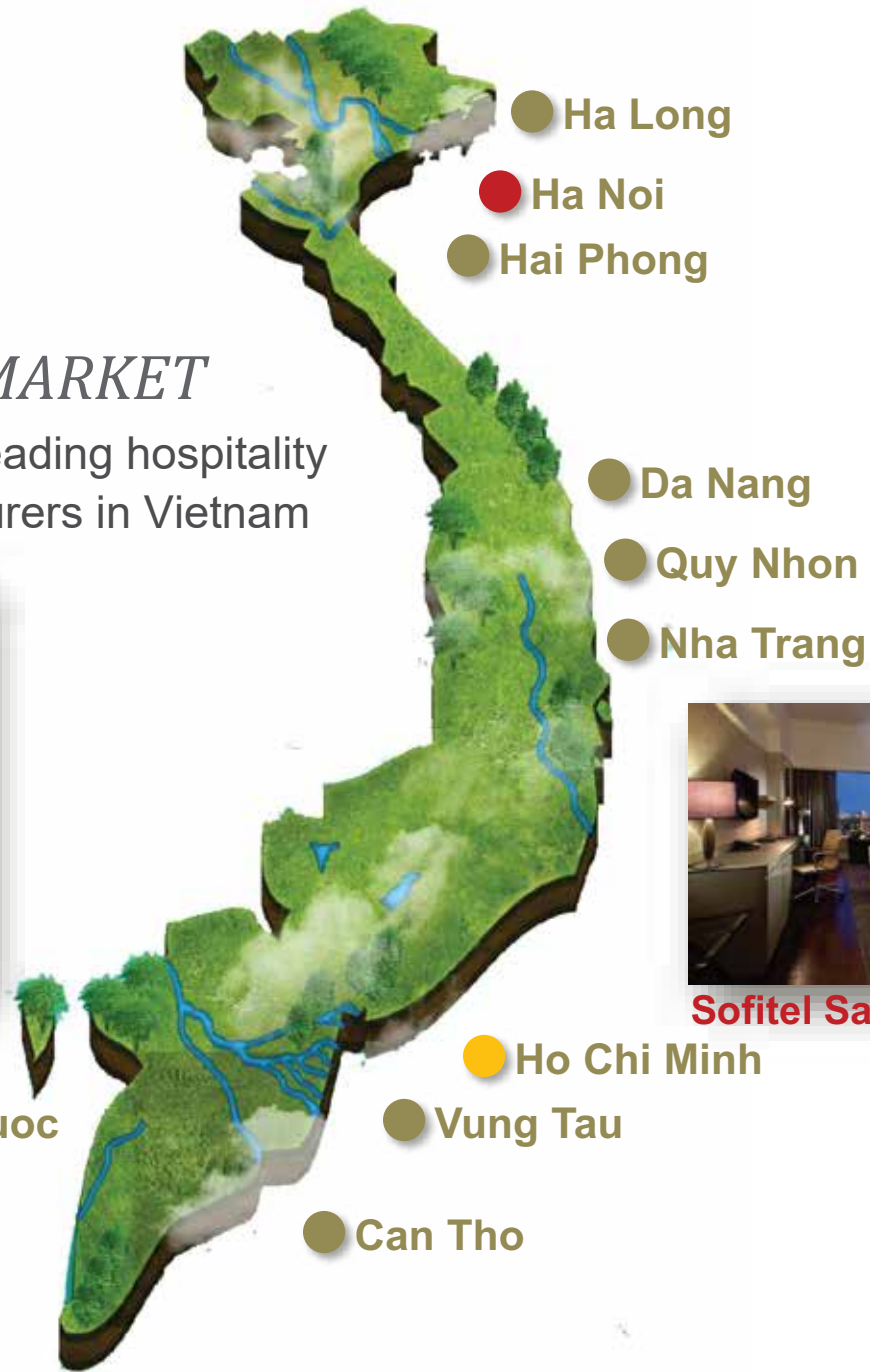 Ha Long
Ha Noi
Hai Phong
MARKET
eading hospitality
urers in Vietnam
Da Nang
Quy Nhon
Nha Trang
Sofitel Sa
Ho Chi Minh
uoc
Vung Tau
Can Tho